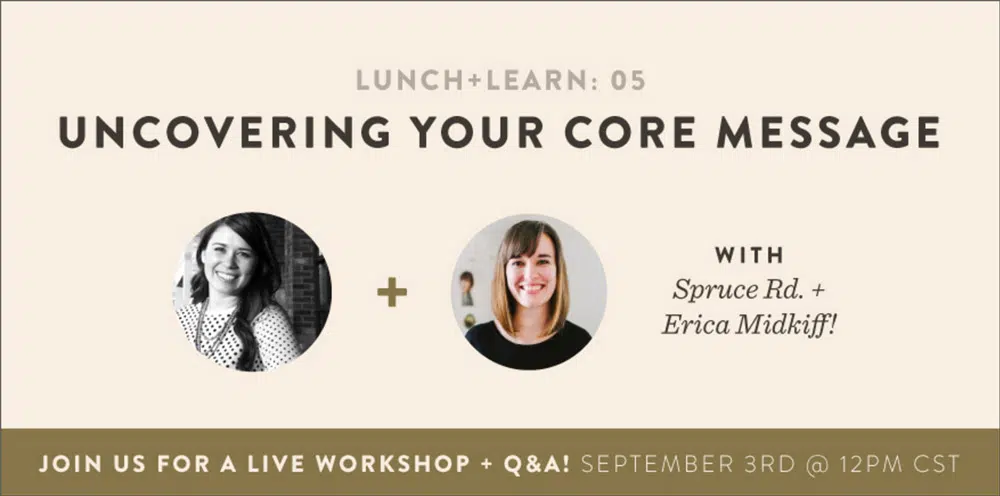 LUNCH+LEARN: 05
UNCOVERING YOUR CORE MESSAGE
WITH
Spruce Rd. +
Erica Midkiff!
JOIN US FOR A LIVE WORKSHOP + Q&A! SEPTEMBER 3RD @ 12PM CST